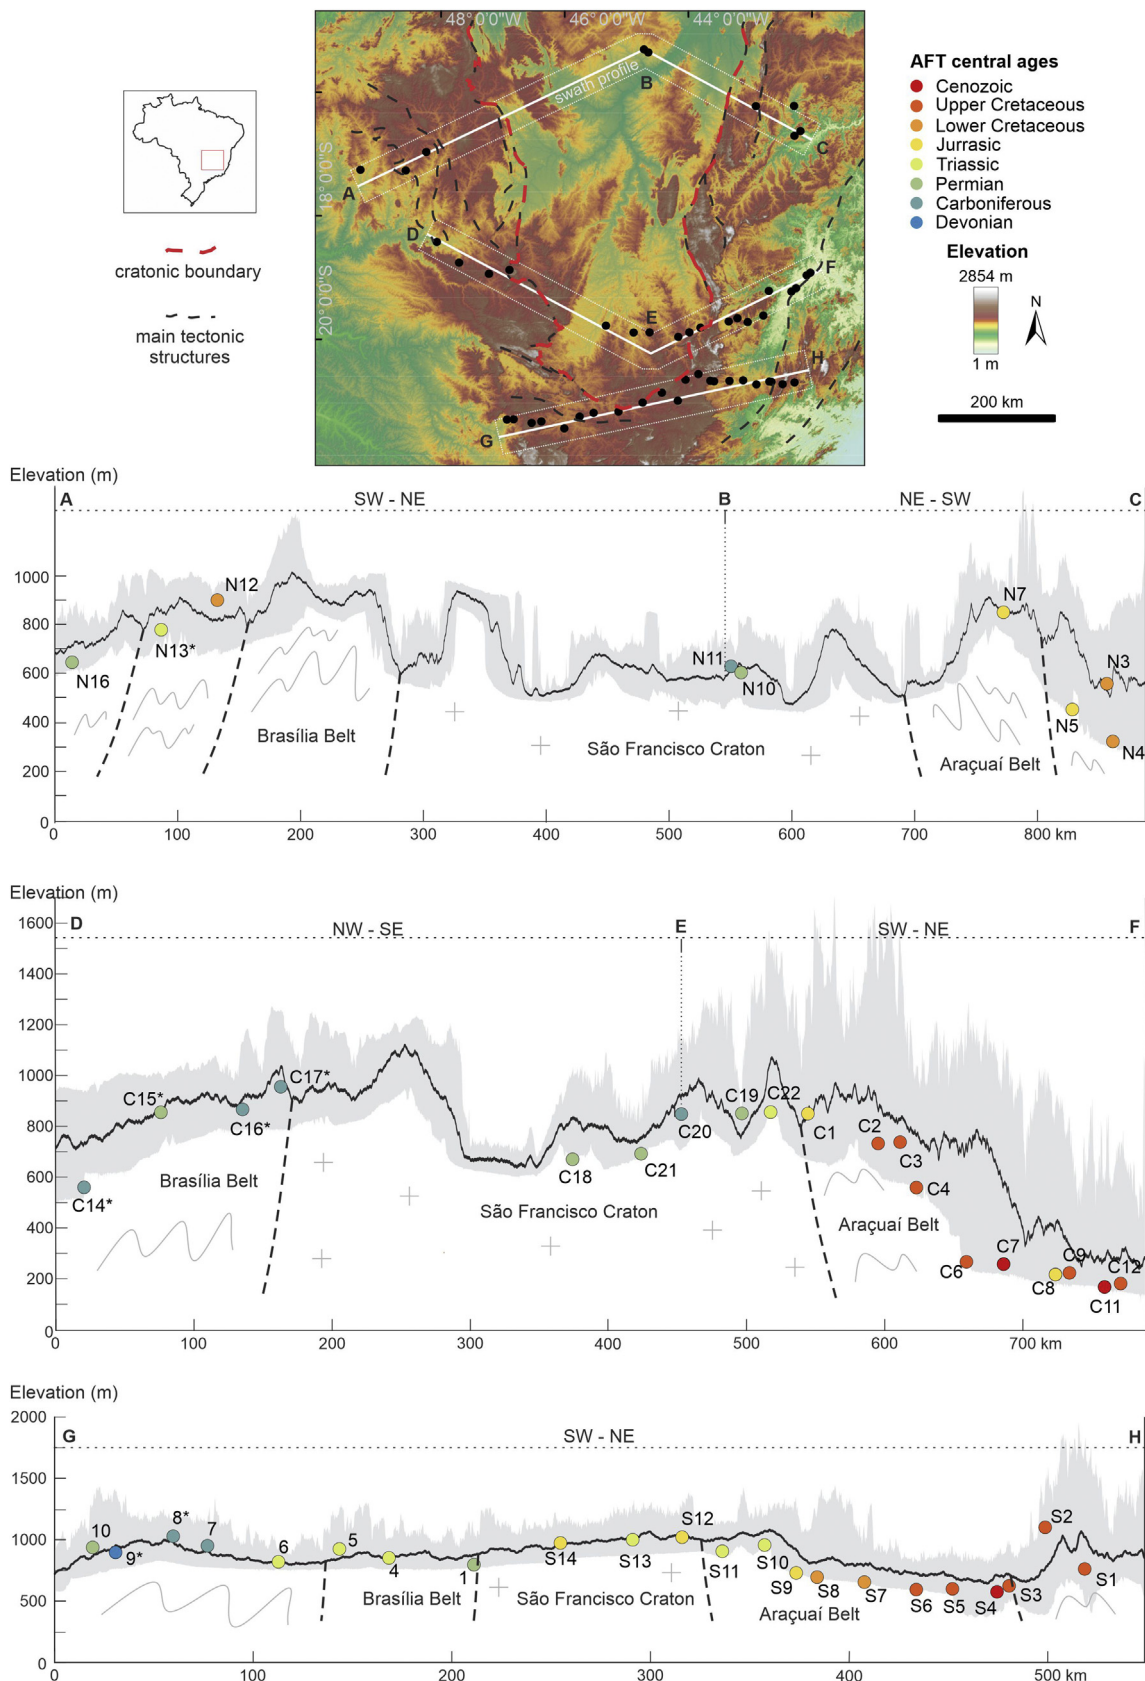 48°0'0"W
46°0'0"W
44°0'0"W
18°0'0"S
20°0'0"S
swath profile
A
B
C
D
E
F
G
H
cratonic boundary
main tectonic
structures
AFT central ages
Cenozoic
Upper Cretaceous
Lower Cretaceous
Jurrasic
Triassic
Permian
Carboniferous
Devonian
Elevation
2854 m
1 m
N
200 km
Elevation (m)
A
SW - NE
B
NE - SW
C
1000
800
600
400
200
0
N16
N13*
N12
N11
N10
N7
N5
N3
N4
Brasília Belt
São Francisco Craton
Araçuaí Belt
0
100
200
300
400
500
600
700
800 km
Elevation (m)
D
NW - SE
E
SW - NE
F
1600
1400
1200
1000
800
600
400
200
0
C14*
C15*
C16*
C17*
C18
C21
C20
C19
C22
C1
C2
C3
C4
C6
C7
C8
C9
C11
C12
Brasília Belt
São Francisco Craton
Araçuaí Belt
0
100
200
300
400
500
600
700 km
Elevation (m)
G
SW - NE
H
2000
1500
1000
500
0
10
9*
8*
7
6
5
4
1
S14
S13
S12
S11
S10
S9
S8
S7
S6
S5
S4
S3
S2
S1
Brasília Belt
São Francisco Craton
Araçuaí Belt
0
100
200
300
400
500 km